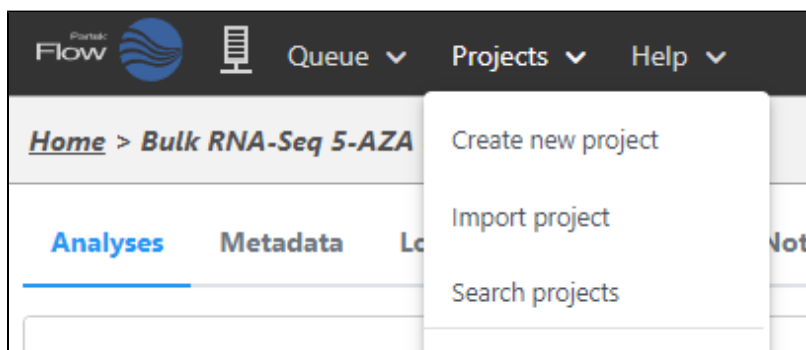 Partek
Flow
Queue
Projects
Help
Home > Bulk RNA-Seq 5-AZA
Create new project
Import project
Search projects
Analyses
Metadata